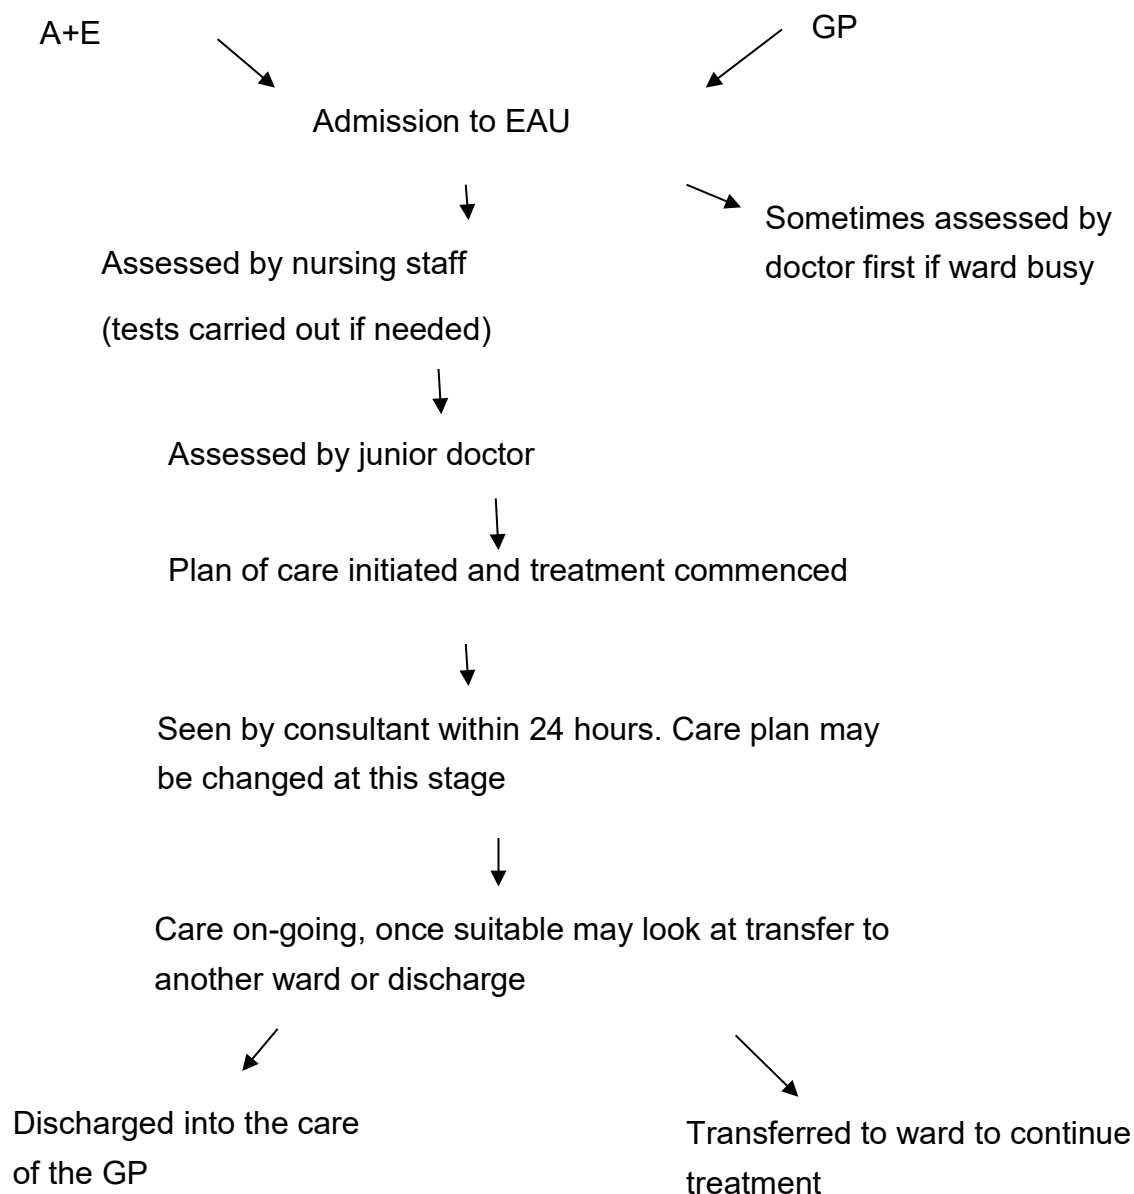 A+E
GP
Admission to EAU
Sometimes assessed by
doctor first if ward busy
Assessed by nursing staff
(tests carried out if needed)
Assessed by junior doctor
Plan of care initiated and treatment commenced
Seen by consultant within 24 hours. Care plan may
be changed at this stage
Care on-going, once suitable may look at transfer to
another ward or discharge
Discharged into the care
of the GP
Transferred to ward to continue
treatment